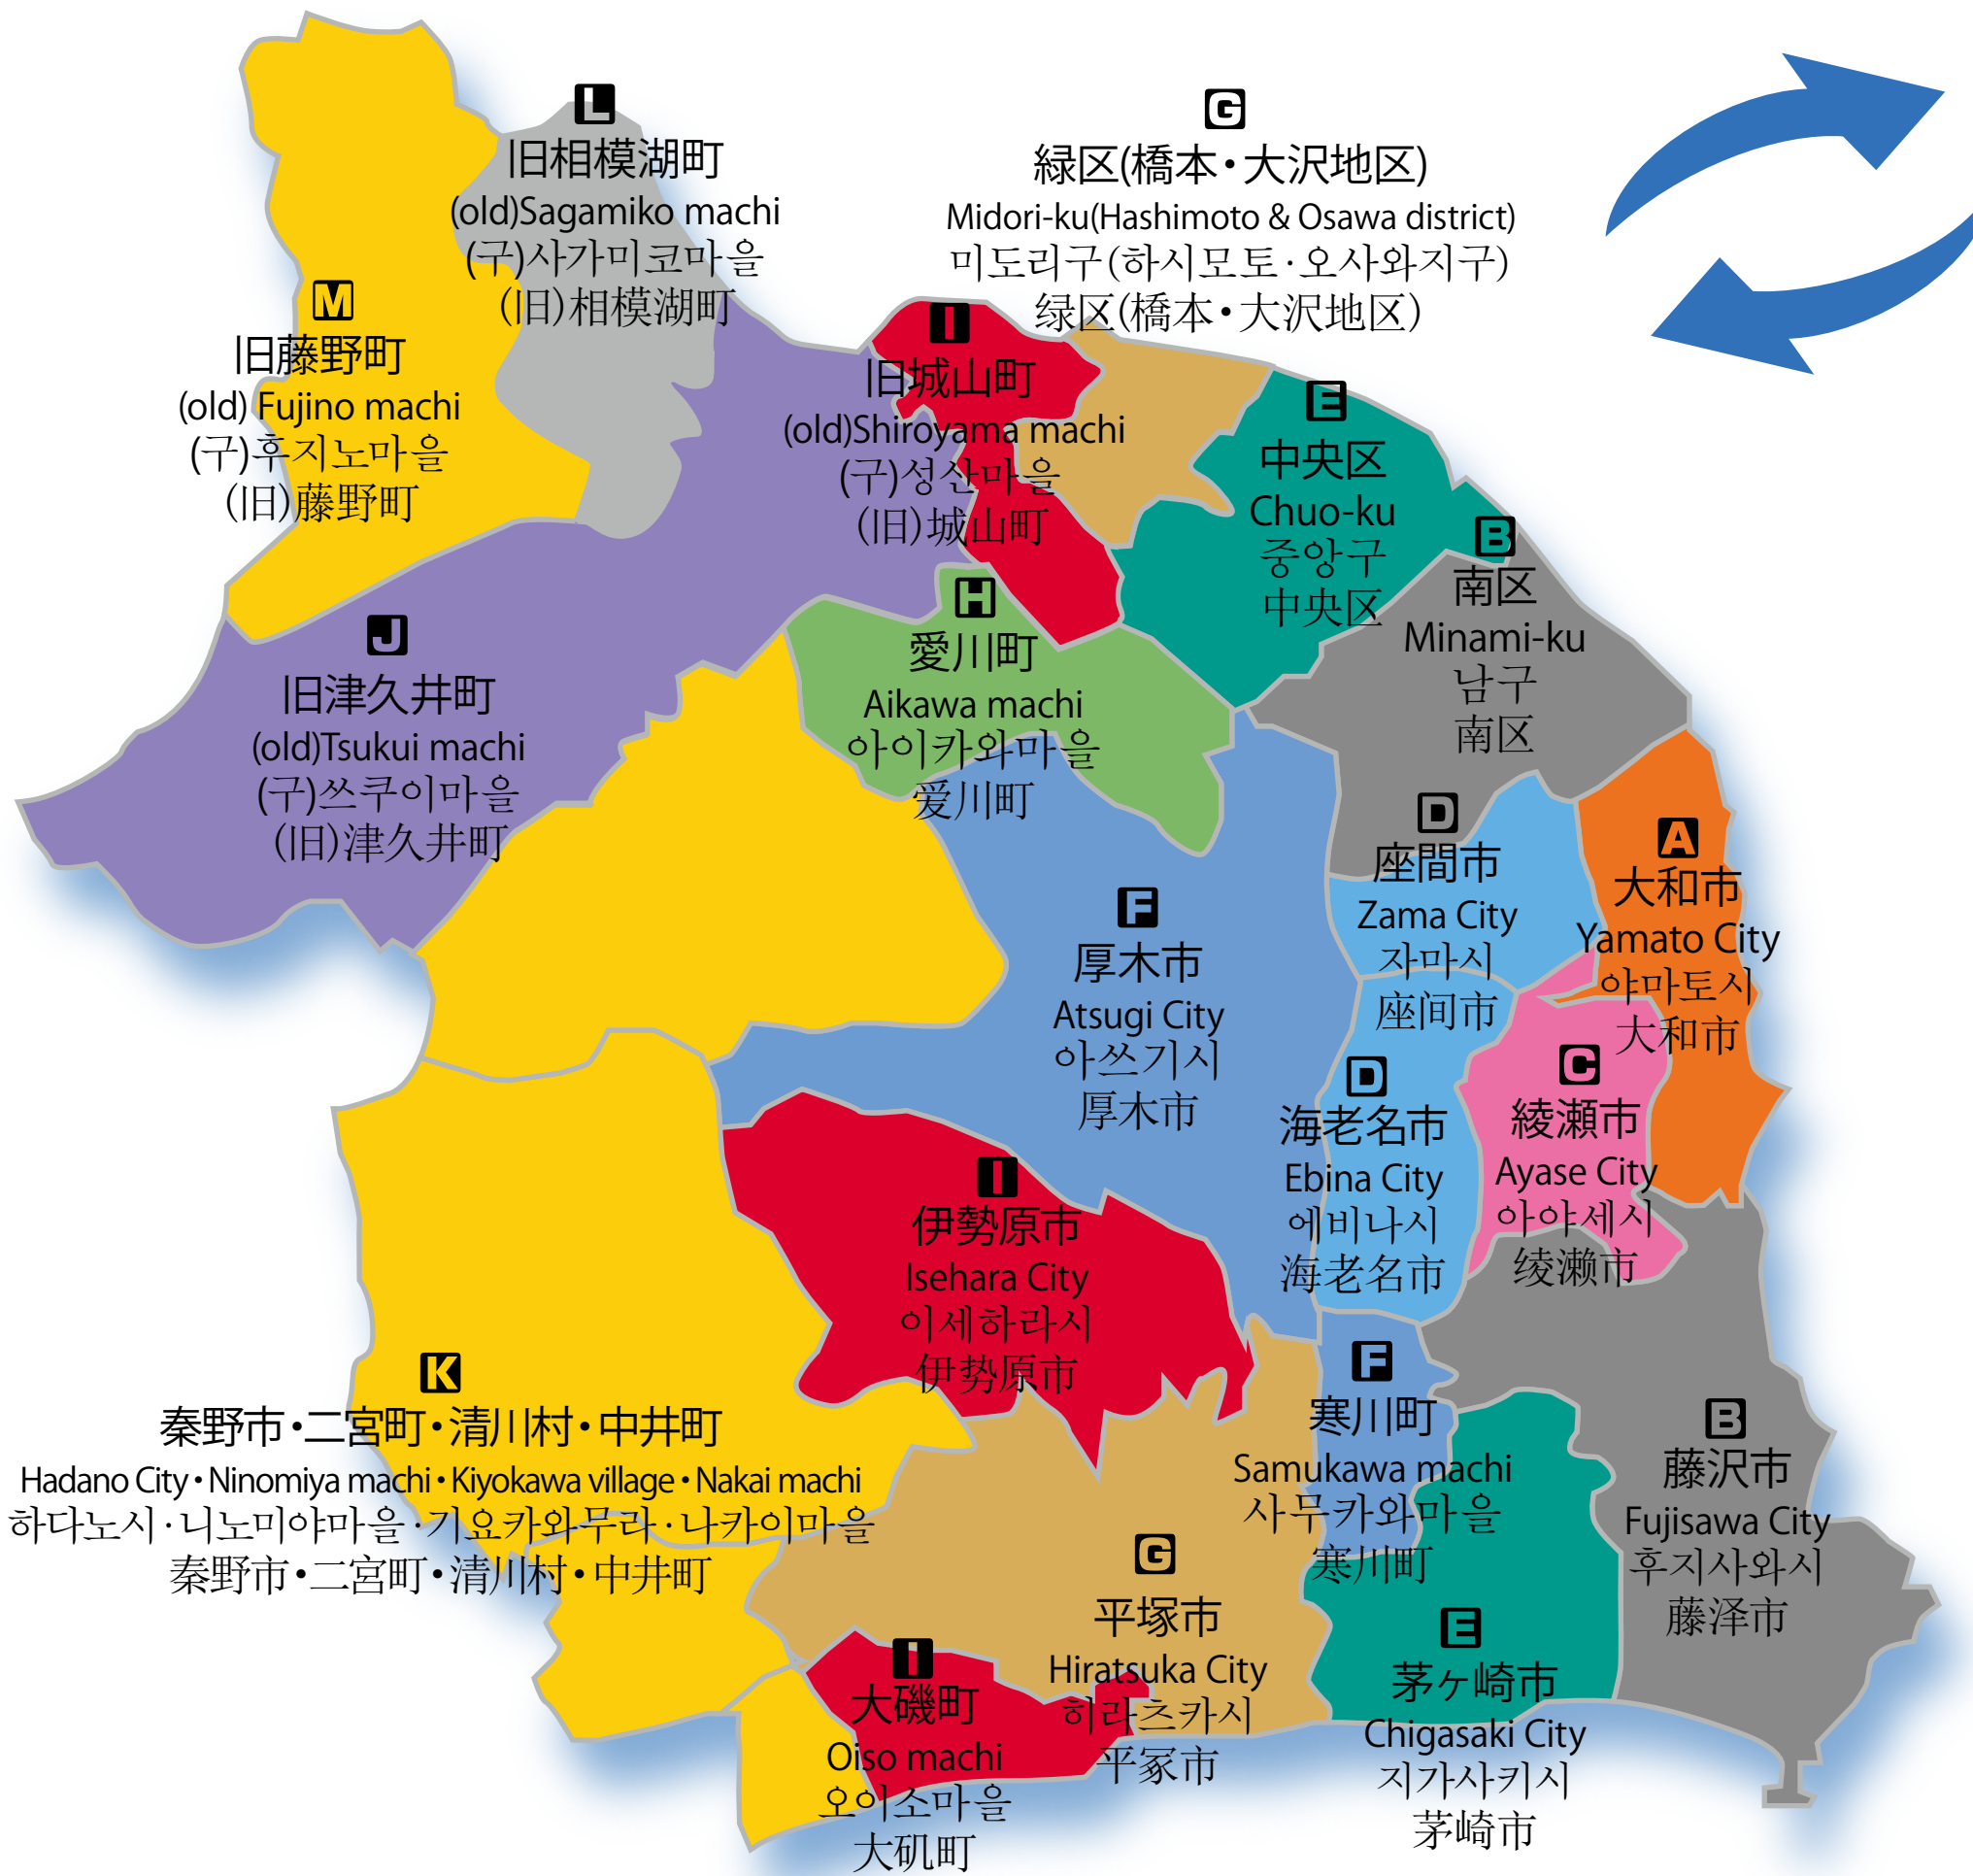 L
旧相模湖町
(old)Sagamiko machi
(구)사가미코마을
(旧)相模湖町
G
緑区(橋本・大沢地区)
Midori-ku(Hashimoto & Osawa district)
미도리구(하시모토·오사와지구)
绿区(橋本・大沢地区)
M
旧藤野町
(old) Fujino machi
(구)후지노마을
(旧)藤野町
I
旧城山町
(old)Shiroyama machi
(구)성산마을
(旧)城山町
E
中央区
Chuo-ku
중앙구
中央区
B
南区
Minami-ku
남구
南区
H
愛川町
Aikawa machi
아이카와마을
爱川町
J
旧津久井町
(old)Tsukui machi
(구)쓰쿠이마을
(旧)津久井町
D
座間市
Zama City
자마시
座间市
A
大和市
Yamato City
야마토시
大和市
F
厚木市
Atsugi City
아쓰기시
厚木市
D
海老名市
Ebina City
에비나시
海老名市
C
綾瀬市
Ayase City
아야세시
绫濑市
I
伊勢原市
Isehara City
이세하라시
伊势原市
K
秦野市・二宮町・清川村・中井町
Hadano City・Ninomiya machi・Kiyokawa village・Nakai machi
하다노시·니노미야마을·기요카와무라·나카이마을
秦野市・二宮町・清川村・中井町
F
寒川町
Samukawa machi
사무카와마을
寒川町
B
藤沢市
Fujisawa City
후지사와시
藤泽市
G
平塚市
Hiratsuka City
히라츠카시
平冢市
E
茅ヶ崎市
Chigasaki City
지가사키시
茅崎市
I
大磯町
Oiso machi
오이소마을
大矶町